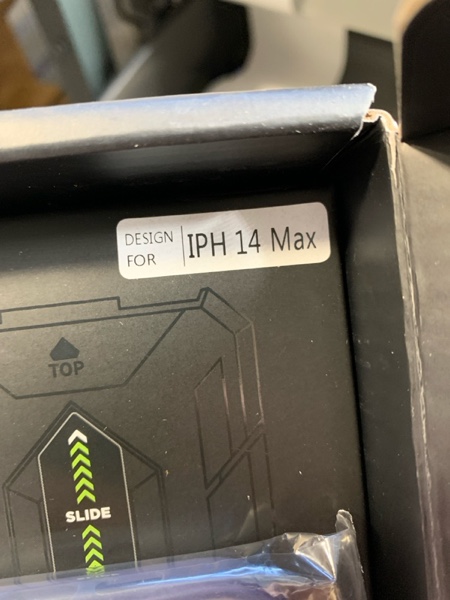 DESIGN FOR
IPH 14 Max
TOP
SLIDE